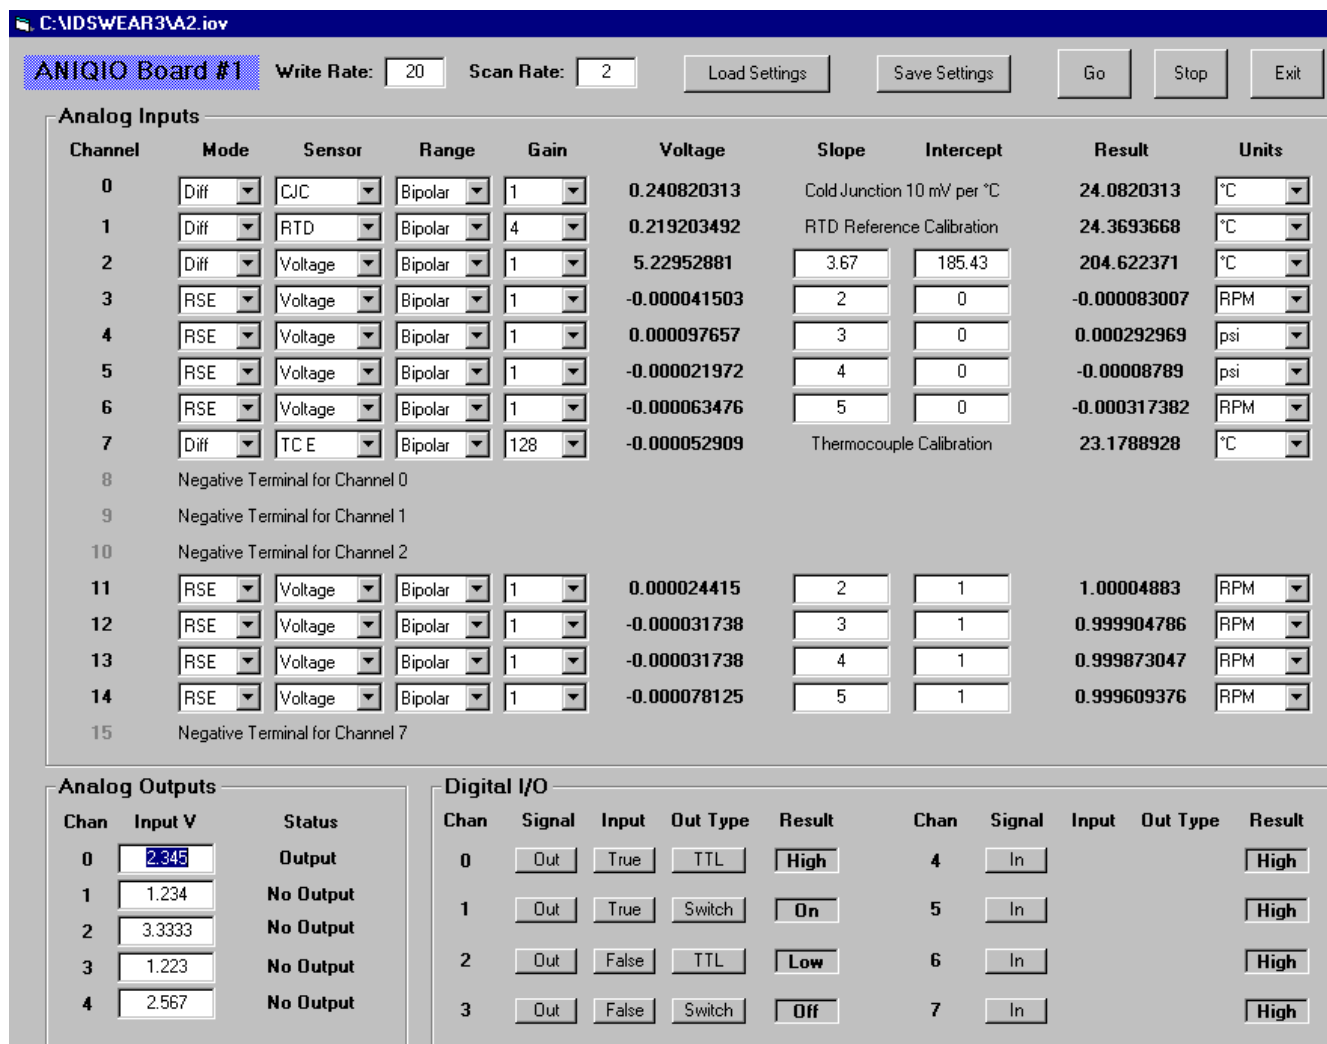 C:\IDSWEAR3\A2.iov
ANIQIO Board #1 Write Rate: 20 Scan Rate: 2 Load Settings Save Settings Go Stop Exit
Analog Inputs
Channel Mode Sensor Range Gain Voltage Slope Intercept Result Units
0 Diff CJC Bipolar 1 0.240820313 Cold Junction 10 mV per °C 24.0820313 °C
1 Diff RTD Bipolar 4 0.219203492 RTD Reference Calibration 24.3693668 °C
2 Diff Voltage Bipolar 1 5.22952881 3.67 185.43 204.622371 °C
3 RSE Voltage Bipolar 1 -0.000041503 2 0 -0.000083007 RPM
4 RSE Voltage Bipolar 1 0.000097657 3 0 0.000292969 psi
5 RSE Voltage Bipolar 1 -0.000021972 4 0 -0.00008789 psi
6 RSE Voltage Bipolar 1 -0.000063476 5 0 -0.000317382 RPM
7 Diff TC E Bipolar 128 -0.000052909 Thermocouple Calibration 23.1788928 °C
8 Negative Terminal for Channel 0
9 Negative Terminal for Channel 1
10 Negative Terminal for Channel 2
11 RSE Voltage Bipolar 1 0.000024415 2 1 1.00004883 RPM
12 RSE Voltage Bipolar 1 -0.000031738 3 1 0.999904786 RPM
13 RSE Voltage Bipolar 1 -0.000031738 4 1 0.999873047 RPM
14 RSE Voltage Bipolar 1 -0.000078125 5 1 0.999609376 RPM
15 Negative Terminal for Channel 7
Analog Outputs
Chan Input V Status
0 2.345 Output
1 1.234 No Output
2 3.3333 No Output
3 1.223 No Output
4 2.567 No Output
Digital I/O
Chan Signal Input Out Type Result Chan Signal Input Out Type Result
0 Out True TTL High 4 In High
1 Out True Switch On 5 In High
2 Out False TTL Low 6 In High
3 Out False Switch Off 7 In High